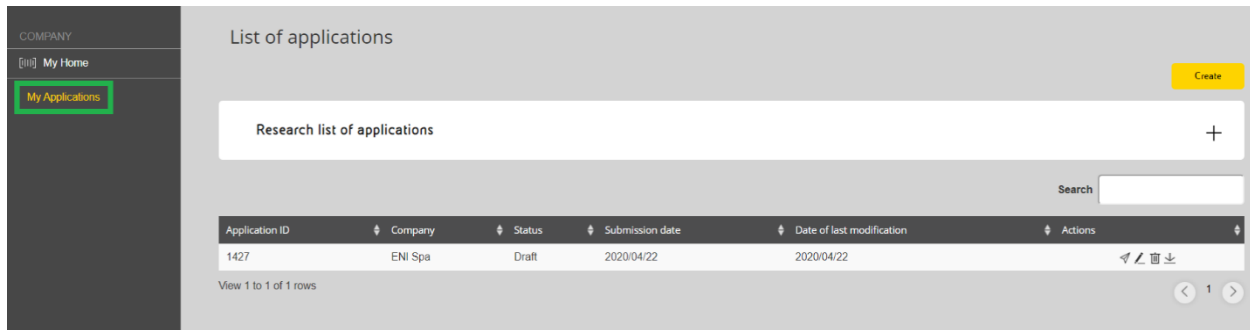 COMPANY
My Home
My Applications
List of applications
Create
Research list of applications
Search
Application ID Company Status Submission date Date of last modification Actions
1427 ENI Spa Draft 2020/04/22 2020/04/22
View 1 to 1 of 1 rows
1